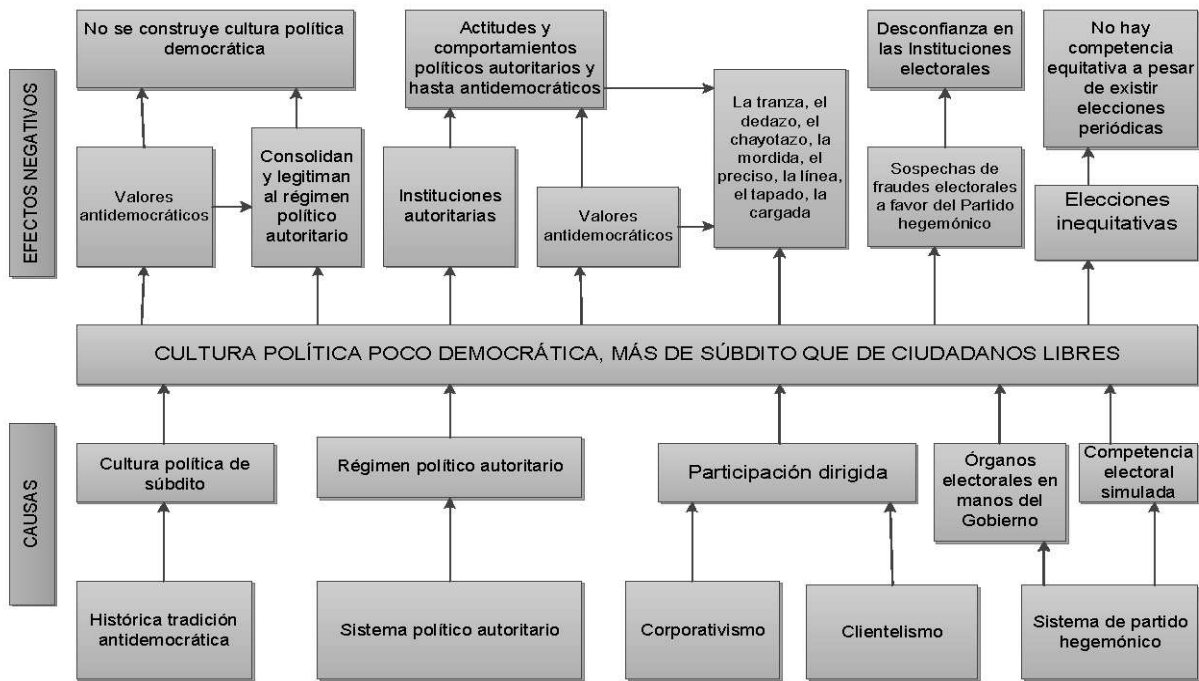 No se construye cultura política
democrática
Actitudes y
comportamientos
políticos autoritarios y
hasta antidemocráticos
Desconfianza en
las Instituciones
electorales
No hay
competencia
equitativa a pesar
de existir
elecciones
periódicas
EFECTOS NEGATIVOS
Valores
antidemocráticos
Consolidan
y legitiman
al régimen
político
autoritario
Instituciones
autoritarias
Valores
antidemocráticos
La tranza, el
dedazo, el
chayotazo, la
mordida, el
preciso, la línea,
el tapado, la
cargada
Sospechas de
fraudes electorales
a favor del Partido
hegemónico
Elecciones
inequitativas
CULTURA POLÍTICA POCO DEMOCRÁTICA, MÁS DE SÚBDITO QUE DE CIUDADANOS LIBRES
CAUSAS
Cultura política de
súbdito
Régimen político autoritario
Participación dirigida
Órganos
electorales en
manos del
Gobierno
Competencia
electoral
simulada
Histórica tradición
antidemocrática
Sistema político autoritario
Corporativismo
Clientelismo
Sistema de partido
hegemónico